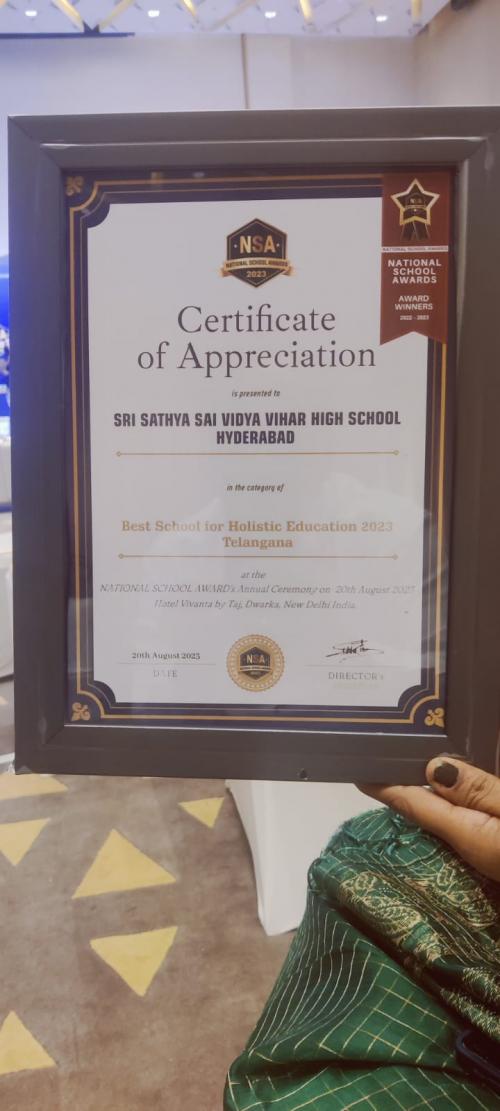 NSA
NATIONAL SCHOOL AWARDS
2023
NATIONAL SCHOOL AWARDS
NATIONAL
SCHOOL
AWARDS
AWARD
WINNERS
2022 - 2023
Certificate
of Appreciation
is presented to
SRI SATHYA SAI VIDYA VIHAR HIGH SCHOOL
HYDERABAD
in the category of
Best School for Holistic Education 2023
Telangana
at the
NATIONAL SCHOOL AWARD's Annual Ceremony on 20th August 2023
Hotel Vivanta by Taj, Dwarka, New Delhi India.
20th August 2023
DATE
NSA
DIRECTOR's